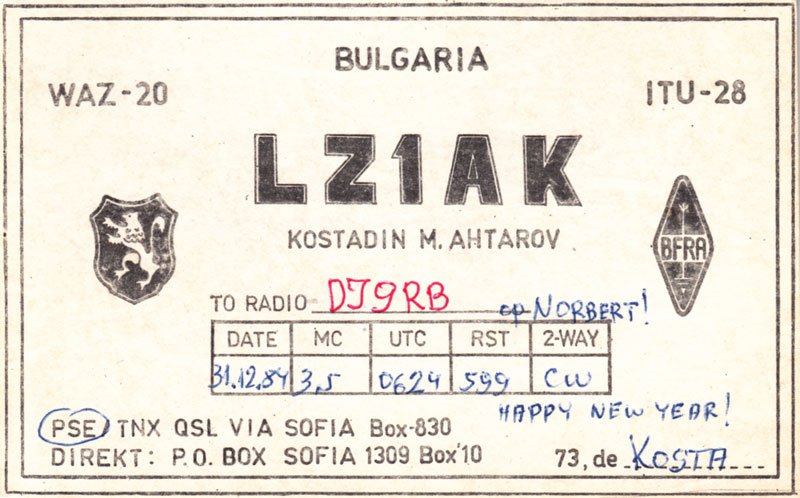 BULGARIA
WAZ-20
ITU-28
LZ1AK
KOSTADIN M. AHTAROV
BFRA
TO RADIO DJ9RB op NORBERT!
DATE MC UTC RST 2-WAY
31.12.84 3,5 0624 599 CW
HAPPY NEW YEAR!
PSE/TNX QSL VIA SOFIA Box-830
DIREKT: P.O. BOX SOFIA 1309 Box'10
73, de KOSTA